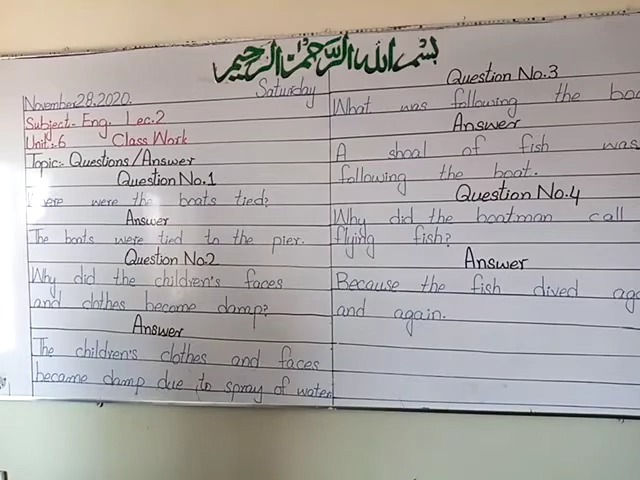 بسم الله الرحمن الرحيم
November 28, 2020. Saturday
Subject:- Eng. Lec.2
Unit:-6 Class Work
Topic:- Questions/Answer
Question No.1
were the boats tied?
Answer
The boats were tied to the pier.
Question No.2
Why did the children's faces
and clothes become damp?
Answer
The children's clothes and faces
became damp due to spray of water
Question No.3
What was following the
Answer
A shoal of fish was
following the boat.
Question No.4
Why did the boatman call
flying fish?
Answer
Because the fish dived
and again.